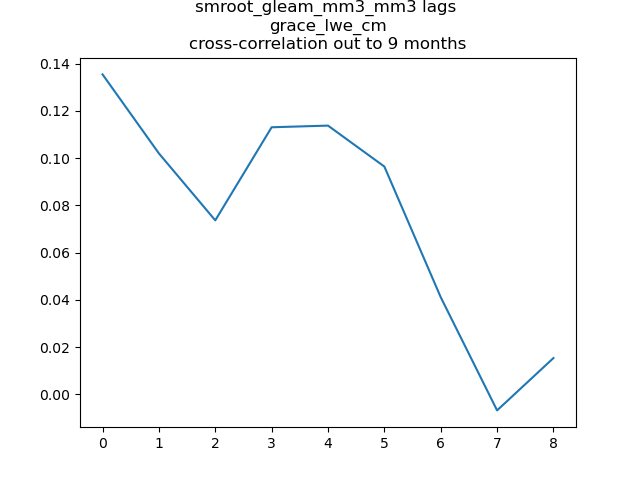 smroot_gleam_mm3_mm3 lags
grace_lwe_cm
cross-correlation out to 9 months
0.14
0.12
0.10
0.08
0.06
0.04
0.02
0.00
0 1 2 3 4 5 6 7 8